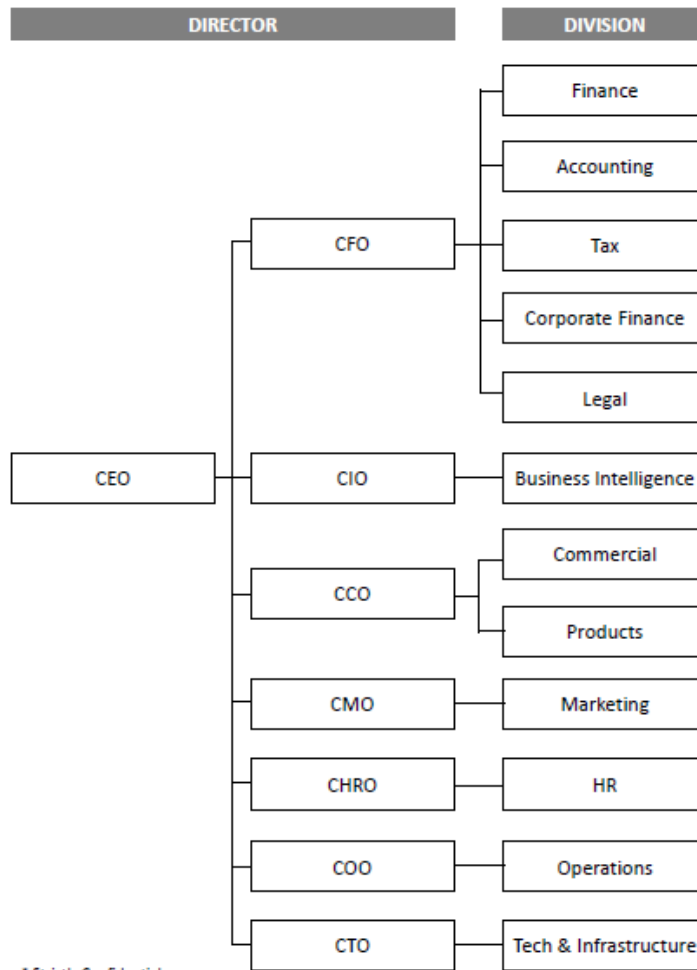 DIRECTOR
DIVISION
Finance
Accounting
CFO
Tax
Corporate Finance
Legal
CEO
CIO
Business Intelligence
Commercial
CCO
Products
CMO
Marketing
CHRO
HR
COO
Operations
CTO
Tech & Infrastructure